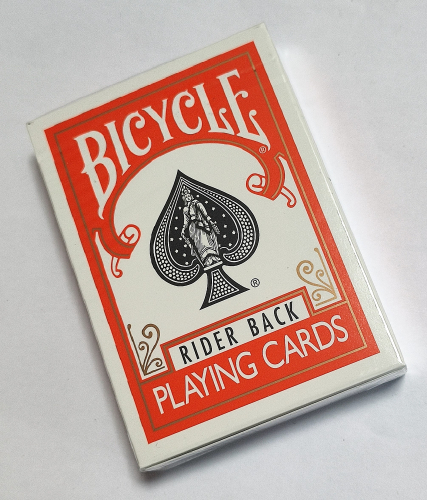 BICYCLE®
®
RIDER BACK
PLAYING CARDS